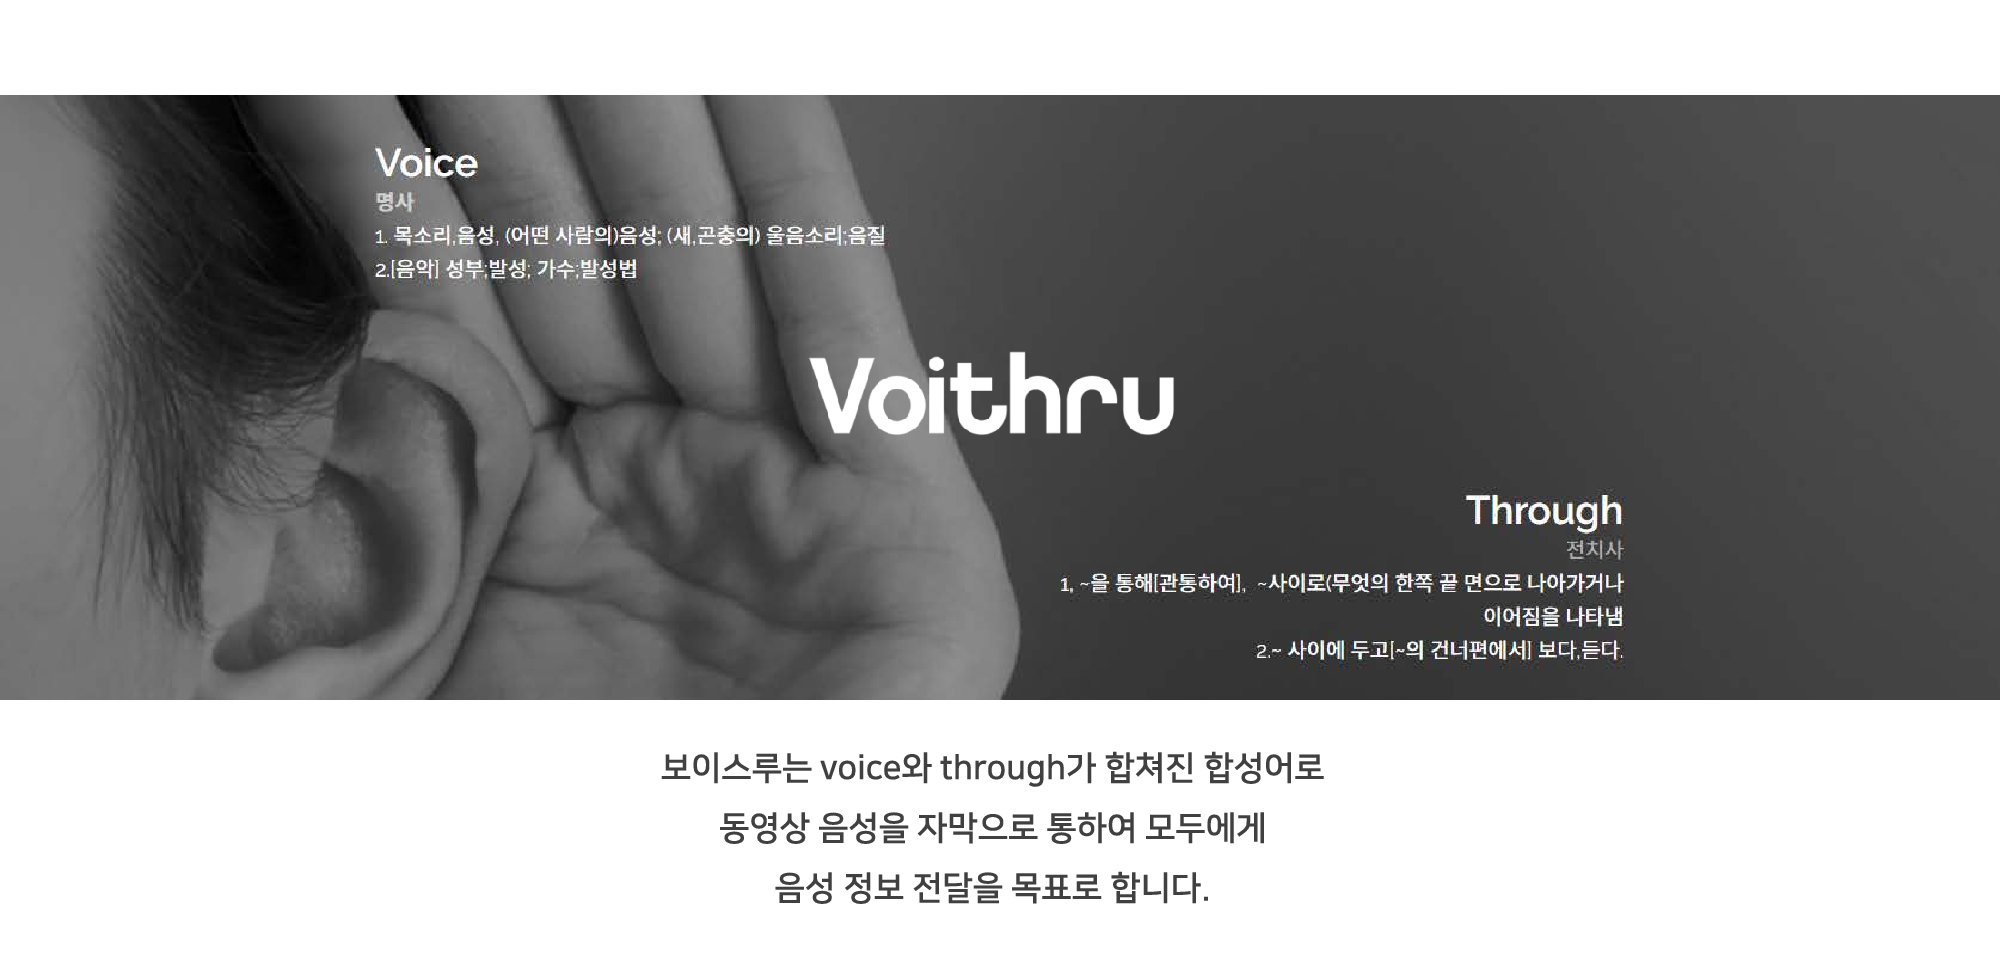 Voice
명사
1. 목소리,음성, (어떤 사람의)음성; (새,곤충의) 울음소리;음질
2.[음악] 성부;발성; 가수;발성법
Voithru
Through
전치사
1, ~을 통해[관통하여],  ~사이로(무엇의 한쪽 끝 면으로 나아가거나
이어짐을 나타냄
2.~ 사이에 두고[~의 건너편에서] 보다,듣다.
보이스루는 voice와 through가 합쳐진 합성어로
동영상 음성을 자막으로 통하여 모두에게
음성 정보 전달을 목표로 합니다.